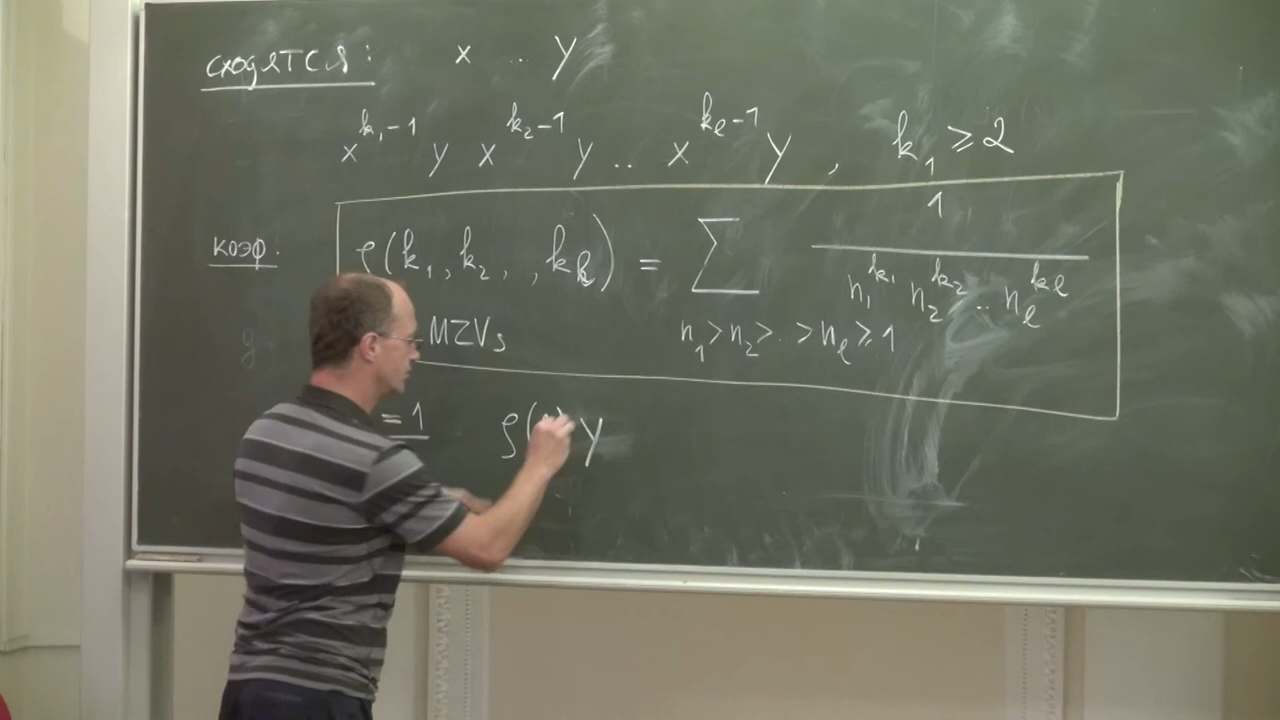 сходятся: x ... y
x^{k_1-1} y x^{k_2-1} y .. x^{k_ℓ-1} y , k_1 ≥ 2
коэф: ζ(k_1, k_2, , k_ℓ) = ∑_{n_1>n_2>..>n_ℓ≥1} 1/(n_1^{k_1} n_2^{k_2} .. n_ℓ^{k_ℓ})
MZVs
=1 ζ( ) y